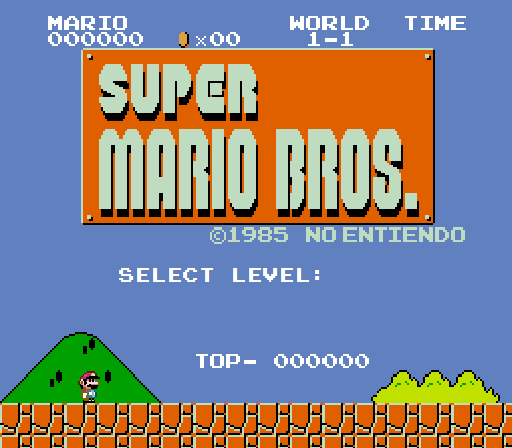 MARIO WORLD TIME
000000 ×00 1-1
SUPER
MARIO BROS.
©1985 NO ENTIENDO
SELECT LEVEL:
TOP- 000000